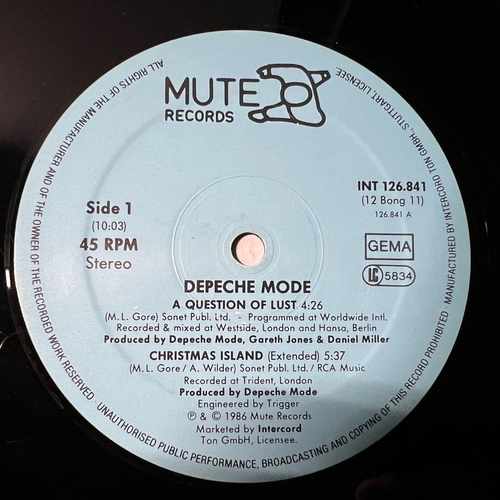 MUTE
RECORDS
Side 1
(10:03)
45 RPM
Stereo
INT 126.841
(12 Bong 11)
126.841 A
GEMA
LC 5834
DEPECHE MODE
A QUESTION OF LUST 4:26
(M.L. Gore) Sonet Publ. Ltd. - Programmed at Worldwide Intl.
Recorded & mixed at Westside, London and Hansa, Berlin
Produced by Depeche Mode, Gareth Jones & Daniel Miller
CHRISTMAS ISLAND (Extended) 5:37
(M.L. Gore / A. Wilder) Sonet Publ. Ltd. / RCA Music
Recorded at Trident, London
Produced by Depeche Mode
Engineered by Trigger
℗ & © 1986 Mute Records
Marketed by Intercord
Ton GmbH, Licensee.
ALL RIGHTS OF THE MANUFACTURER AND OF THE OWNER OF THE RECORDED WORK RESERVED
UNAUTHORISED PUBLIC PERFORMANCE, BROADCASTING AND COPYING OF THIS RECORD PROHIBITED
MANUFACTURED BY INTERCORD TON GMBH., STUTTGART, LICENSEE